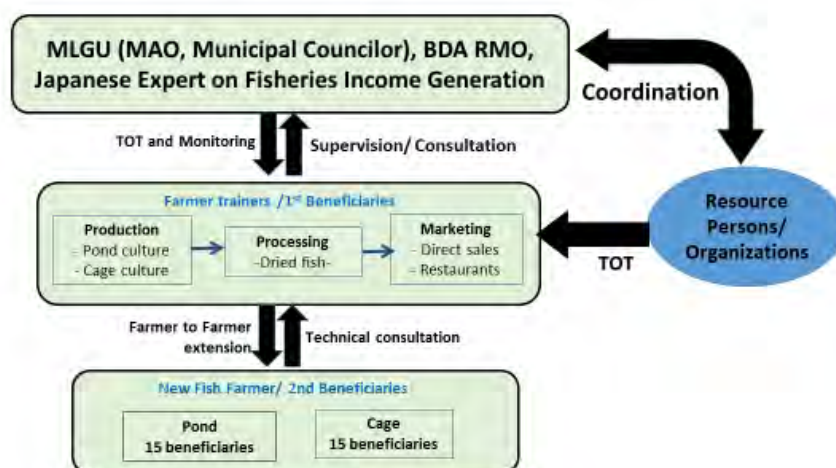 MLGU (MAO, Municipal Councilor), BDA RMO,
Japanese Expert on Fisheries Income Generation
Coordination
TOT and Monitoring
Supervision/ Consultation
Farmer trainers /1st Beneficiaries
Production
- Pond culture
- Cage culture
Processing
-Dried fish-
Marketing
- Direct sales
- Restaurants
Resource
Persons/
Organizations
TOT
Farmer to Farmer
extension
Technical consultation
New Fish Farmer/ 2nd Beneficiaries
Pond
15 beneficiaries
Cage
15 beneficiaries